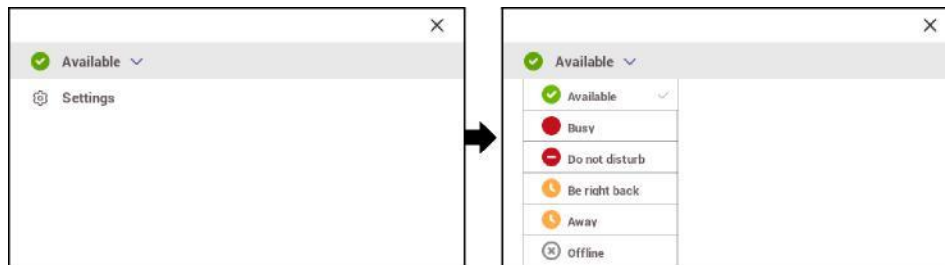 Available
Settings
Available
Available
Busy
Do not disturb
Be right back
Away
Offline